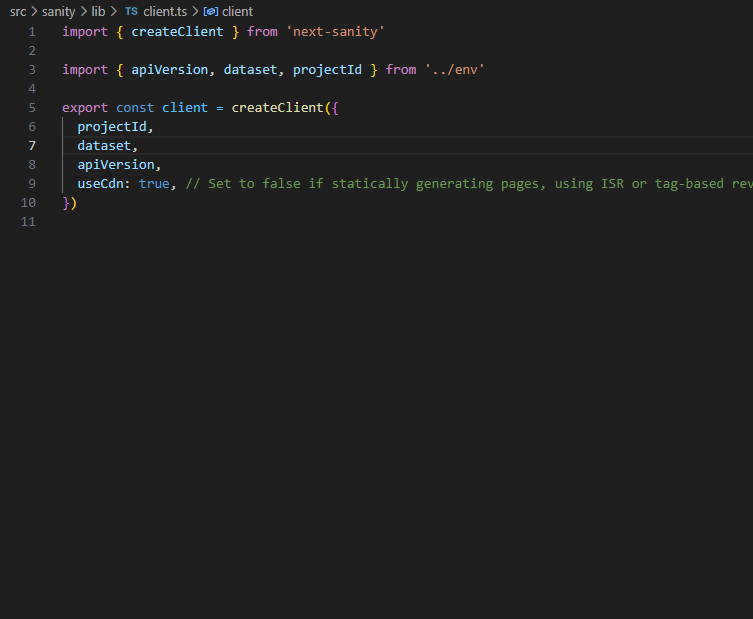 src > sanity > lib > TS client.ts > client
1 import { createClient } from 'next-sanity'
2
3 import { apiVersion, dataset, projectId } from '../env'
4
5 export const client = createClient({
6 projectId,
7 dataset,
8 apiVersion,
9 useCdn: true, // Set to false if statically generating pages, using ISR or tag-based rev
10 })
11